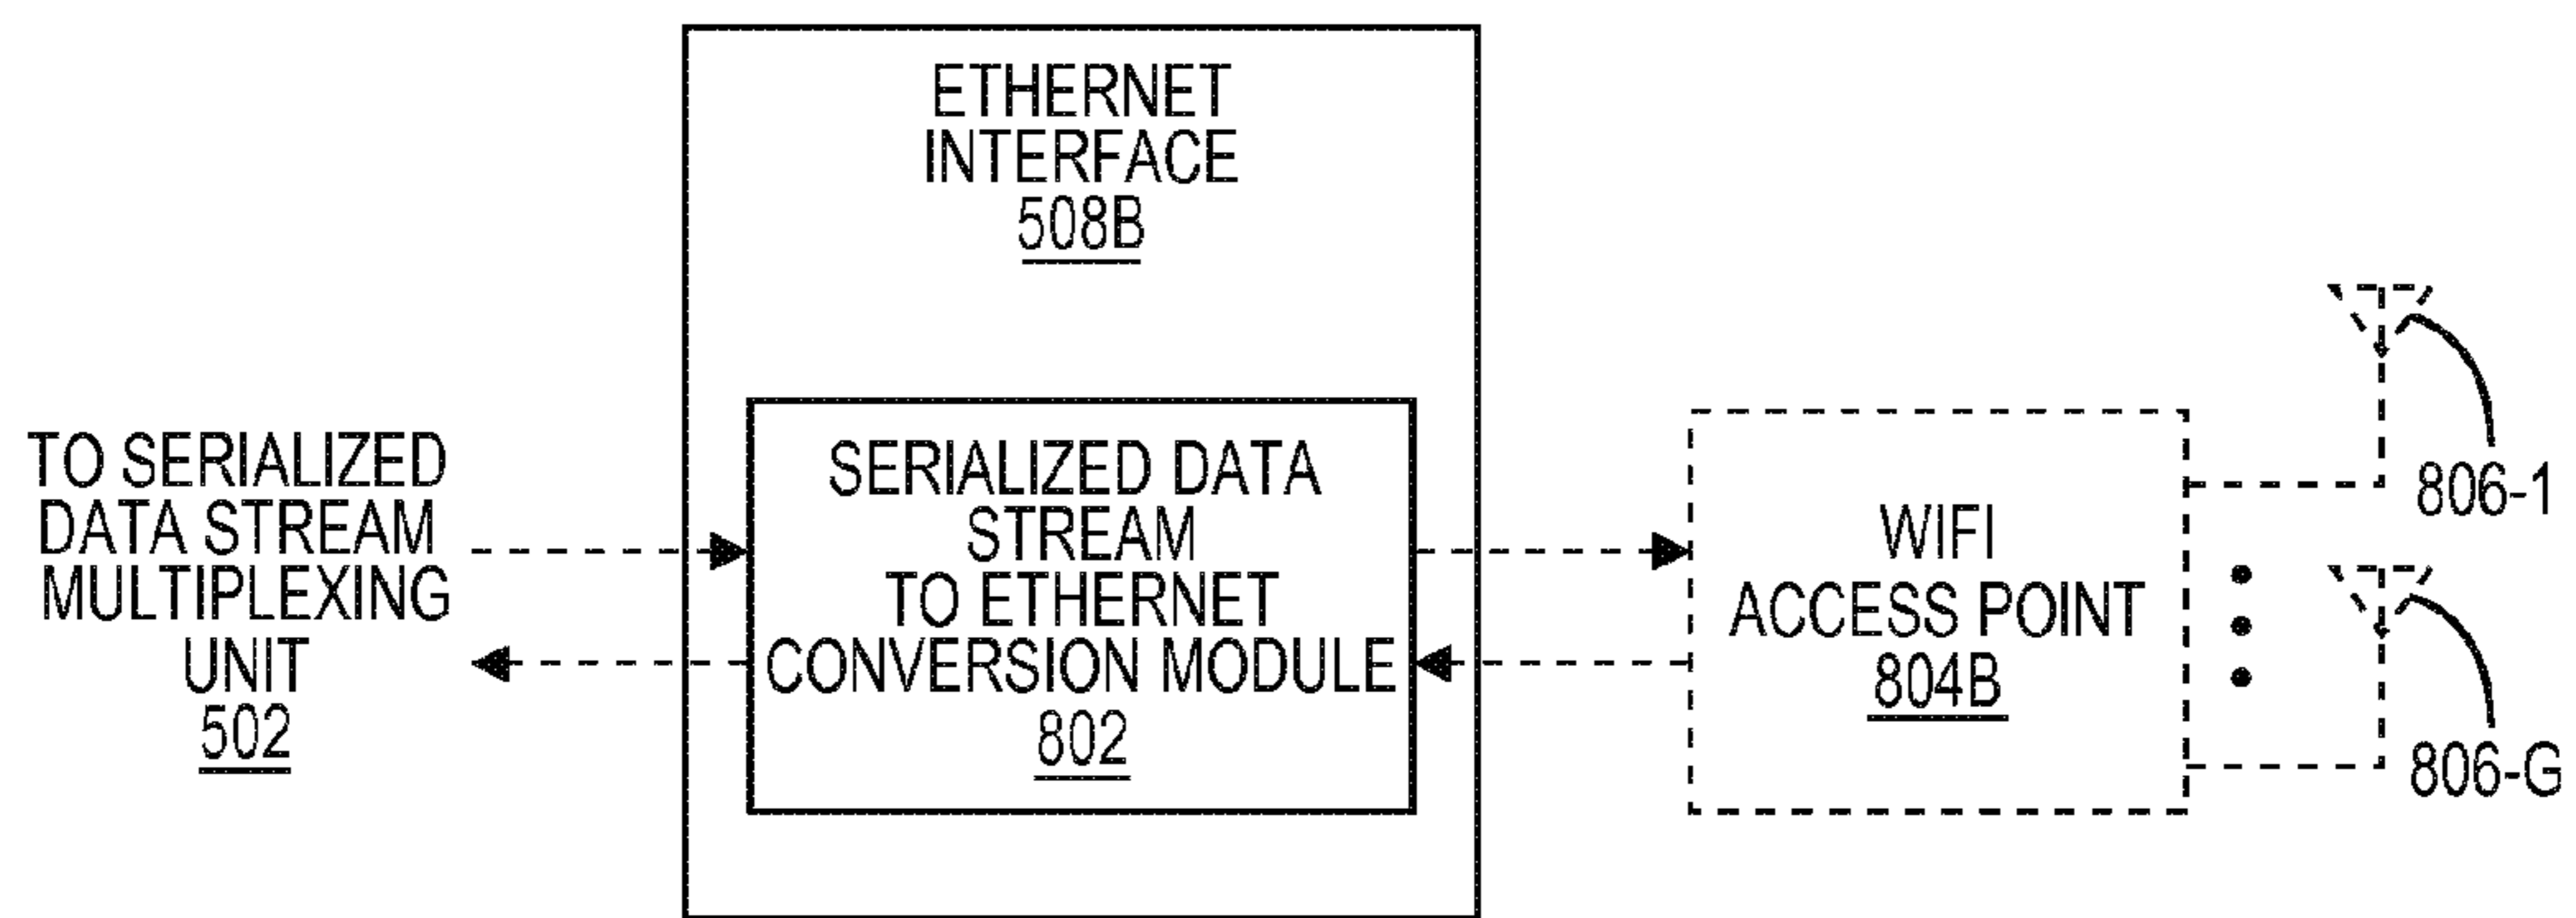 ETHERNET
INTERFACE
508B
TO SERIALIZED
DATA STREAM
MULTIPLEXING
UNIT
502
SERIALIZED DATA
STREAM
TO ETHERNET
CONVERSION MODULE
802
WIFI
ACCESS POINT
804B
806-1
806-G